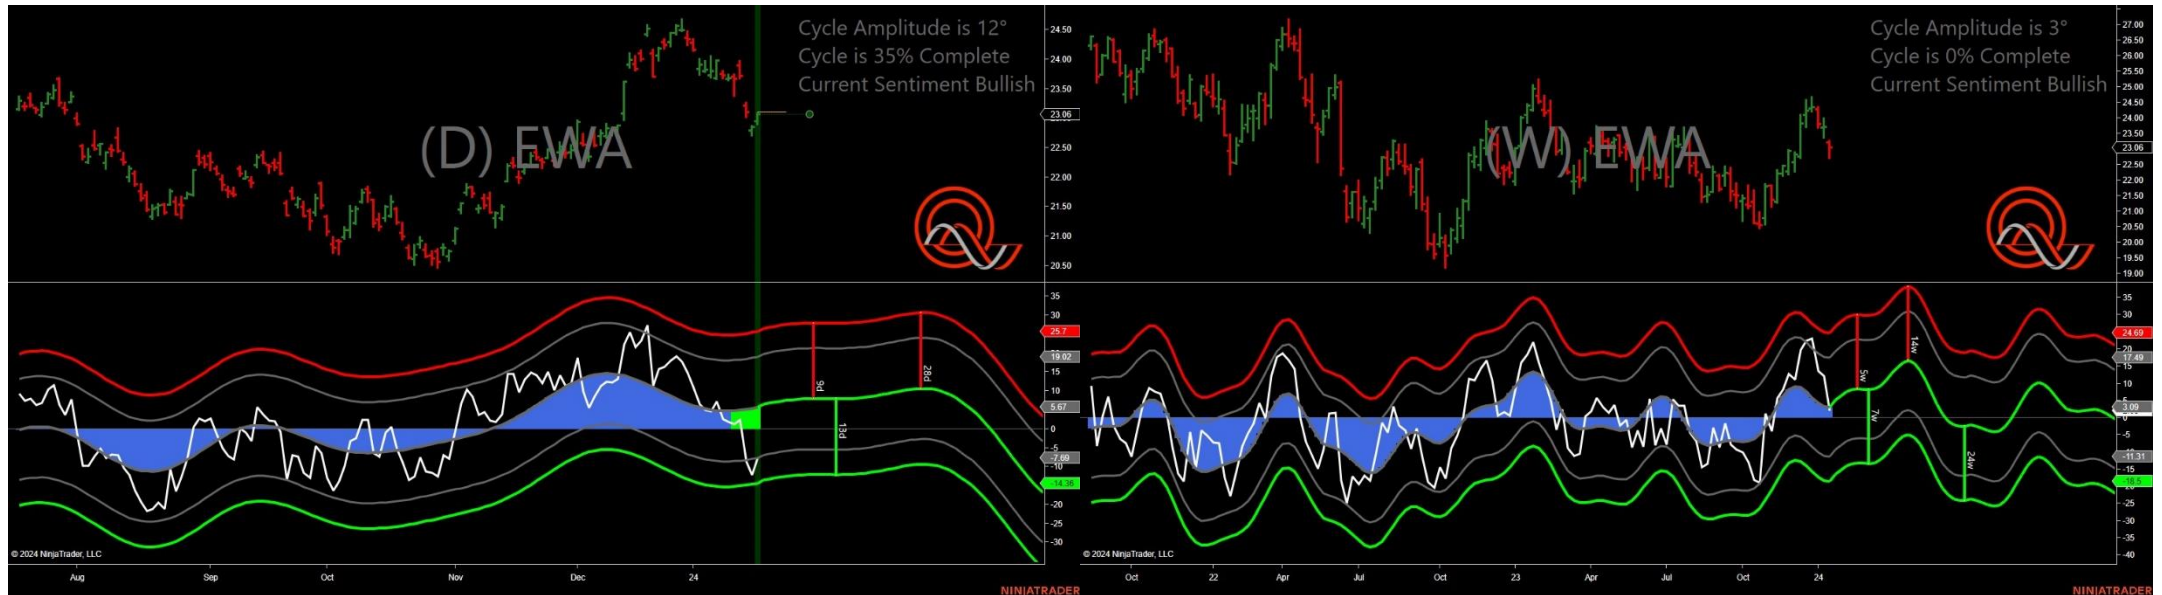 Cycle Amplitude is 12°
Cycle is 35% Complete
Current Sentiment Bullish
(D) EWA
24.50
24.00
23.50
23.06
22.50
22.00
21.50
21.00
20.50
35
25.7
19.02
15
10
5.67
0
-5
-7.69
-10
-14.36
-20
-25
-30
9d
13d
28d
© 2024 NinjaTrader, LLC
Aug
Sep
Oct
Nov
Dec
24
NINJATRADER
Cycle Amplitude is 3°
Cycle is 0% Complete
Current Sentiment Bullish
(W) EWA
27.00
26.50
26.00
25.50
25.00
24.50
24.00
23.50
23.06
22.50
22.00
21.50
21.00
20.50
20.00
19.50
19.00
35
30
24.69
20
17.49
10
5
3.09
-5
-11.31
-15
-18.5
-25
-30
-35
-40
5w
7w
14w
24w
© 2024 NinjaTrader, LLC
Oct
22
Apr
Jul
Oct
23
Apr
Jul
Oct
24
NINJATRADER